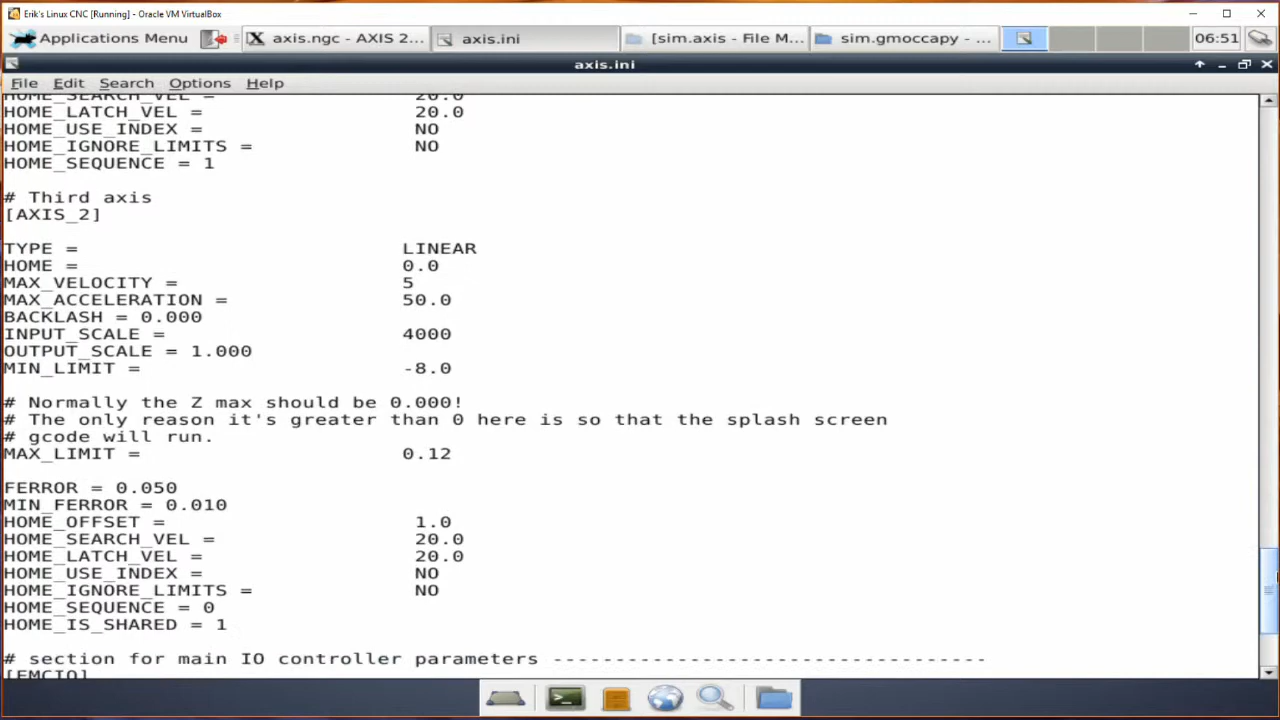 Erik's Linux CNC [Running] - Oracle VM VirtualBox
Applications Menu axis.ngc - AXIS 2... axis.ini [sim.axis - File M... sim.gmoccapy - ... 06:51
axis.ini
File Edit Search Options Help
HOME_SEARCH_VEL = 20.0
HOME_LATCH_VEL = 20.0
HOME_USE_INDEX = NO
HOME_IGNORE_LIMITS = NO
HOME_SEQUENCE = 1
# Third axis
[AXIS_2]
TYPE = LINEAR
HOME = 0.0
MAX_VELOCITY = 5
MAX_ACCELERATION = 50.0
BACKLASH = 0.000
INPUT_SCALE = 4000
OUTPUT_SCALE = 1.000
MIN_LIMIT = -8.0
# Normally the Z max should be 0.000!
# The only reason it's greater than 0 here is so that the splash screen
# gcode will run.
MAX_LIMIT = 0.12
FERROR = 0.050
MIN_FERROR = 0.010
HOME_OFFSET = 1.0
HOME_SEARCH_VEL = 20.0
HOME_LATCH_VEL = 20.0
HOME_USE_INDEX = NO
HOME_IGNORE_LIMITS = NO
HOME_SEQUENCE = 0
HOME_IS_SHARED = 1
# section for main IO controller parameters -----------------------------------
[EMCIO]